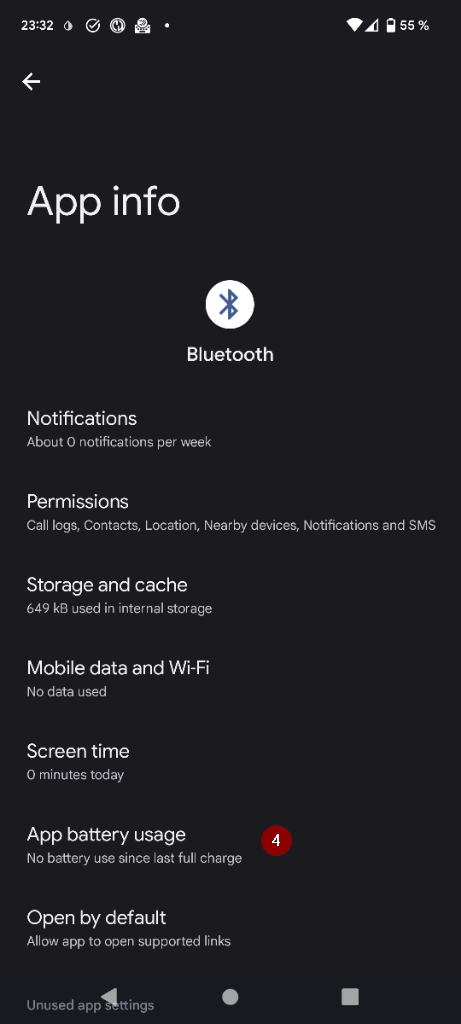 23:32 55 %
App info
Bluetooth
Notifications
About 0 notifications per week
Permissions
Call logs, Contacts, Location, Nearby devices, Notifications and SMS
Storage and cache
649 kB used in internal storage
Mobile data and Wi-Fi
No data used
Screen time
0 minutes today
App battery usage
4
No battery use since last full charge
Open by default
Allow app to open supported links
Unused app settings